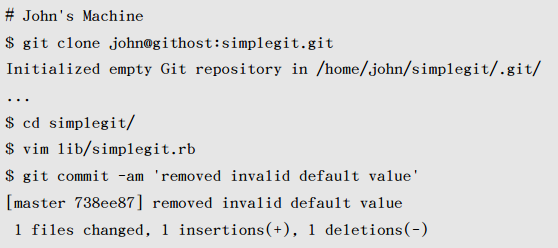 # John's Machine
$ git clone john@githost:simplegit.git
Initialized empty Git repository in /home/john/simplegit/.git/
...
$ cd simplegit/
$ vim lib/simplegit.rb
$ git commit -am 'removed invalid default value'
[master 738ee87] removed invalid default value
 1 files changed, 1 insertions(+), 1 deletions(-)